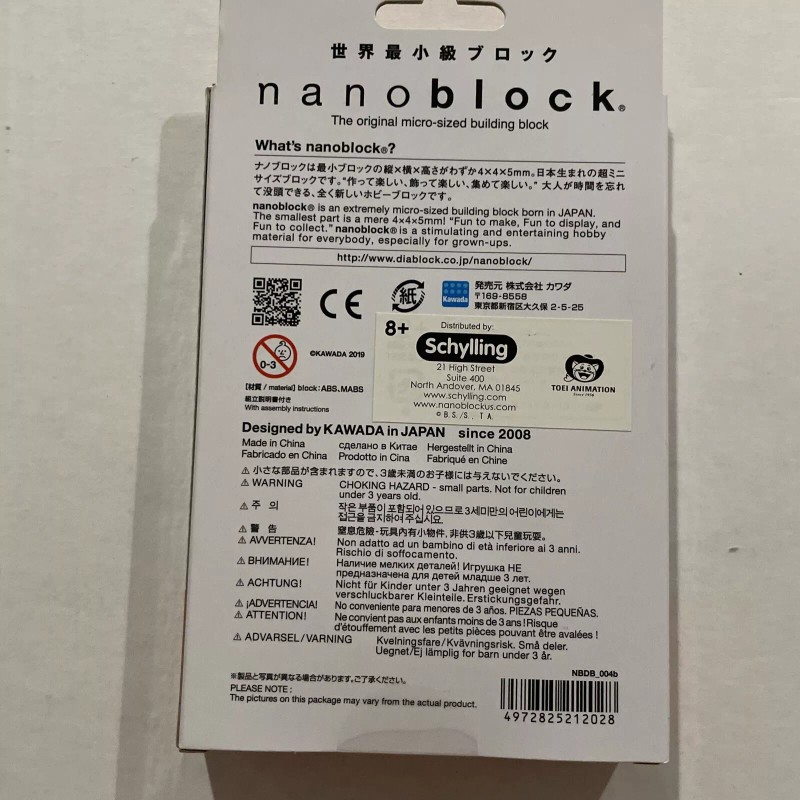 世界最小級ブロック
nanoblock®
The original micro-sized building block
What's nanoblock®?
ナノブロックは最小ブロックの縦×横×高さがわずか4×4×5mm。日本生まれの超ミニ
サイズブロックです。"作って楽しい、飾って楽しい、集めて楽しい。" 大人が時間を忘れ
て没頭できる、全く新しいホビーブロックです。
nanoblock® is an extremely micro-sized building block born in JAPAN.
The smallest part is a mere 4×4×5mm! "Fun to make, Fun to display, and
Fun to collect." nanoblock® is a stimulating and entertaining hobby
material for everybody, especially for grown-ups.
http://www.diablock.co.jp/nanoblock/
CE
紙
Kawada
発売元 株式会社 カワダ
〒169-8558
東京都新宿区大久保 2-5-25
0-3
©KAWADA 2019
8+
Distributed by:
Schylling
21 High Street
Suite 400
North Andover, MA 01845
www.schylling.com
www.nanoblockus.com
© B.S./S., T.A.
TOEI ANIMATION
Since 1956
【材質 / material】 block: ABS, MABS
組立説明書付き
With assembly instructions
Designed by KAWADA in JAPAN since 2008
Made in China сделано в Китае Hergestellt in China
Fabricado en China Prodotto in Cina Fabriqué en Chine
⚠ 小さな部品が含まれますので、3歳未満のお子様には与えないでください。
⚠ WARNING CHOKING HAZARD - small parts. Not for children
under 3 years old.
⚠ 주 의 작은 부품이 포함되어 있으므로 3세미만의 어린이에게는
접근을 금지하여 주십시요.
⚠ 警 告 窒息危險-玩具內有小物件, 非供3歲以下兒童玩耍.
⚠ AVVERTENZA! Non adatto ad un bambino di età inferiore ai 3 anni.
Rischio di soffocamento.
⚠ ВНИМАНИЕ! Наличие мелких деталей! Игрушка НЕ
предназначена для детей младше 3 лет.
⚠ ACHTUNG! Nicht für Kinder unter 3 Jahren geeignet wegen
verschluckbarer Kleinteile. Erstickungsgefahr.
⚠ ¡ADVERTENCIA! No conveniente para menores de 3 años. PIEZAS PEQUEÑAS.
⚠ ATTENTION! Ne convient pas aux enfants moins de 3 ans! Risque
d'étouffement avec les petits pièces pouvant être avalées !
⚠ ADVARSEL/VARNING Kvelningsfare/Kvävningsrisk. Små deler.
Uegnet/Ej lämplig for barn under 3 år.
※製品と写真が異なる場合があります。ご了承ください。
PLEASE NOTE :
The pictures on this package may vary from the actual product.
NBDB_004b
4972825212028